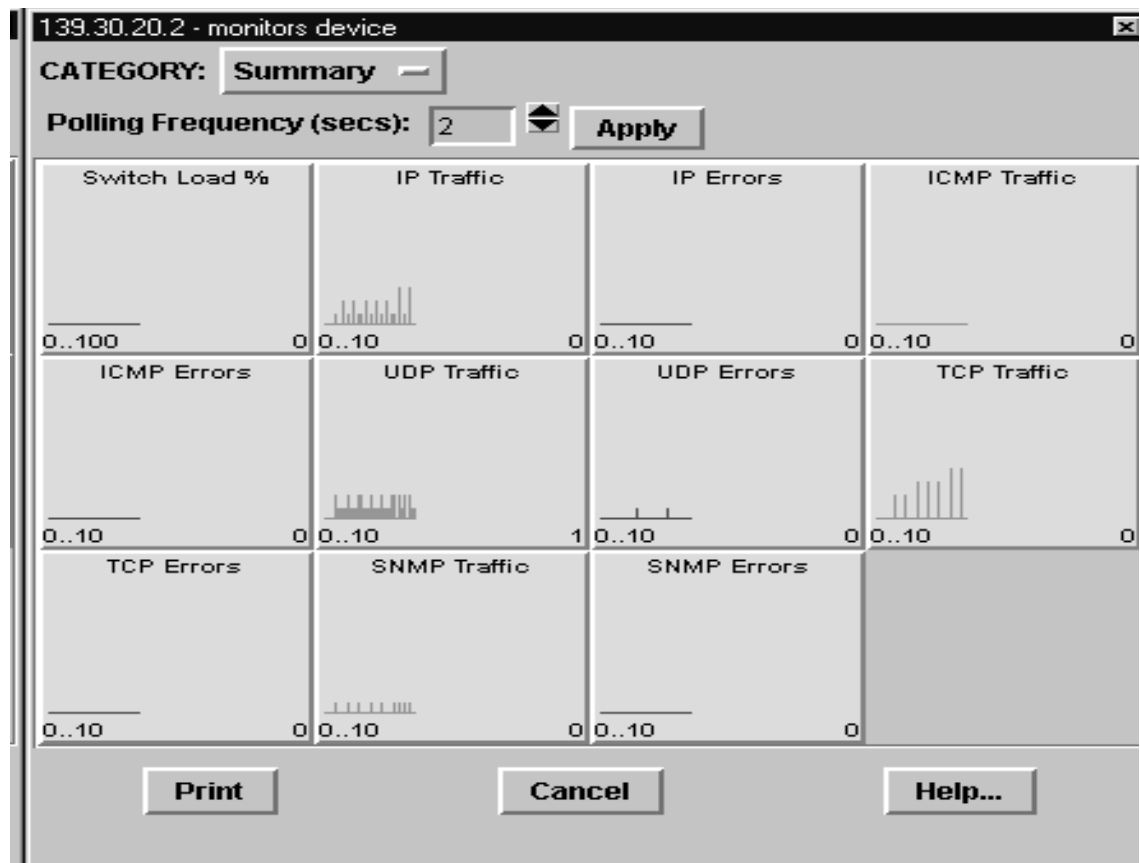 139.30.20.2 - monitors device
CATEGORY: Summary
Polling Frequency (secs): 2 Apply
Switch Load % IP Traffic IP Errors ICMP Traffic
0..100 0 0..10 0 0..10 0 0..10 0
ICMP Errors UDP Traffic UDP Errors TCP Traffic
0..10 0 0..10 1 0..10 0 0..10 0
TCP Errors SNMP Traffic SNMP Errors
0..10 0 0..10 0 0..10 0
Print Cancel Help...